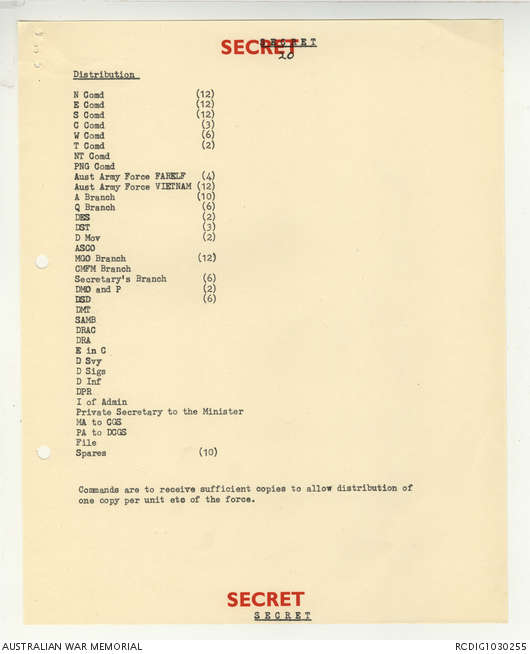 SECRET
SECRET
20
Distribution
N Comd (12)
E Comd (12)
S Comd (12)
C Comd (3)
W Comd (6)
T Comd (2)
NT Comd
PNG Comd
Aust Army Force FARELF (4)
Aust Army Force VIETNAM (12)
A Branch (10)
Q Branch (6)
DES (2)
DST (3)
D Mov (2)
ASCO
MGO Branch (12)
CMFM Branch
Secretary's Branch (6)
DMO and P (2)
DSD (6)
DMT
SAMB
DRAC
DRA
E in C
D Svy
D Sigs
D Inf
DPR
I of Admin
Private Secretary to the Minister
MA to CGS
PA to DCGS
File
Spares (10)
Commands are to receive sufficient copies to allow distribution of
one copy per unit etc of the force.
SECRET
SECRET
AUSTRALIAN WAR MEMORIAL RCDIG1030255